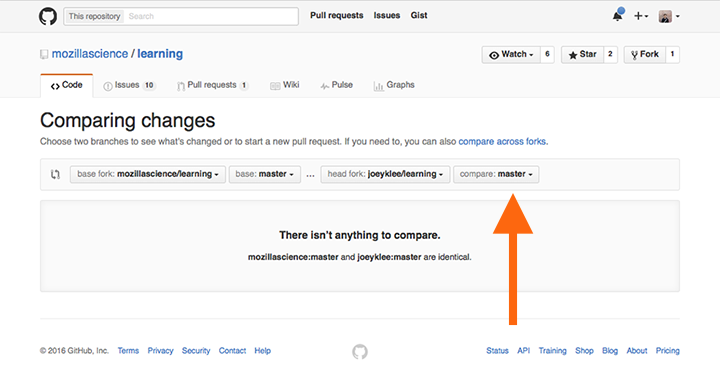 This repository Search Pull requests Issues Gist
mozillascience / learning Watch 6 Star 2 Fork 1
Code Issues 10 Pull requests 1 Wiki Pulse Graphs
Comparing changes
Choose two branches to see what's changed or to start a new pull request. If you need to, you can also compare across forks.
base fork: mozillascience/learning base: master ... head fork: joeyklee/learning compare: master
There isn't anything to compare.
mozillascience:master and joeyklee:master are identical.
© 2016 GitHub, Inc. Terms Privacy Security Contact Help Status API Training Shop Blog About Pricing